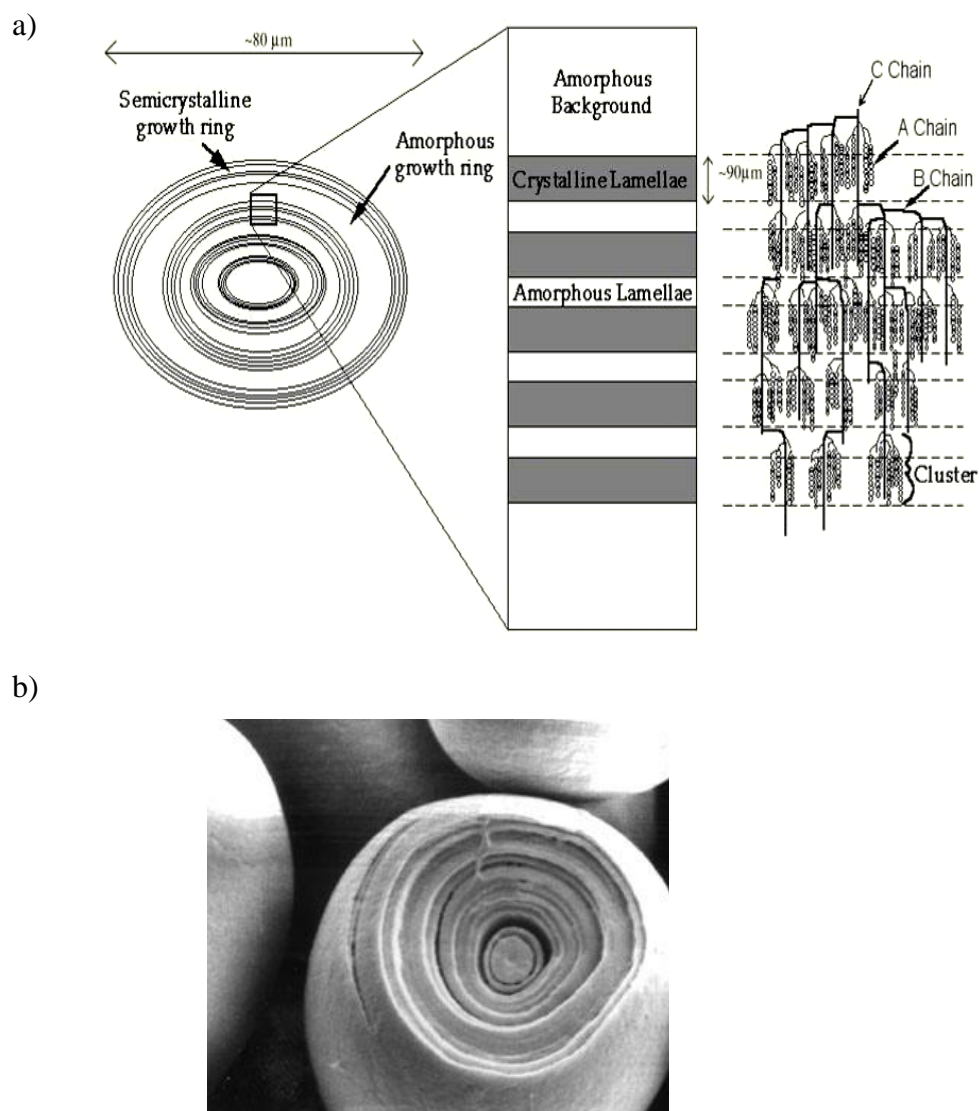 a)
~80 µm
Semicrystalline
growth ring
Amorphous
growth ring
Amorphous
Background
Crystalline Lamellae
~90µm
Amorphous Lamellae
C Chain
A Chain
B Chain
Cluster
b)